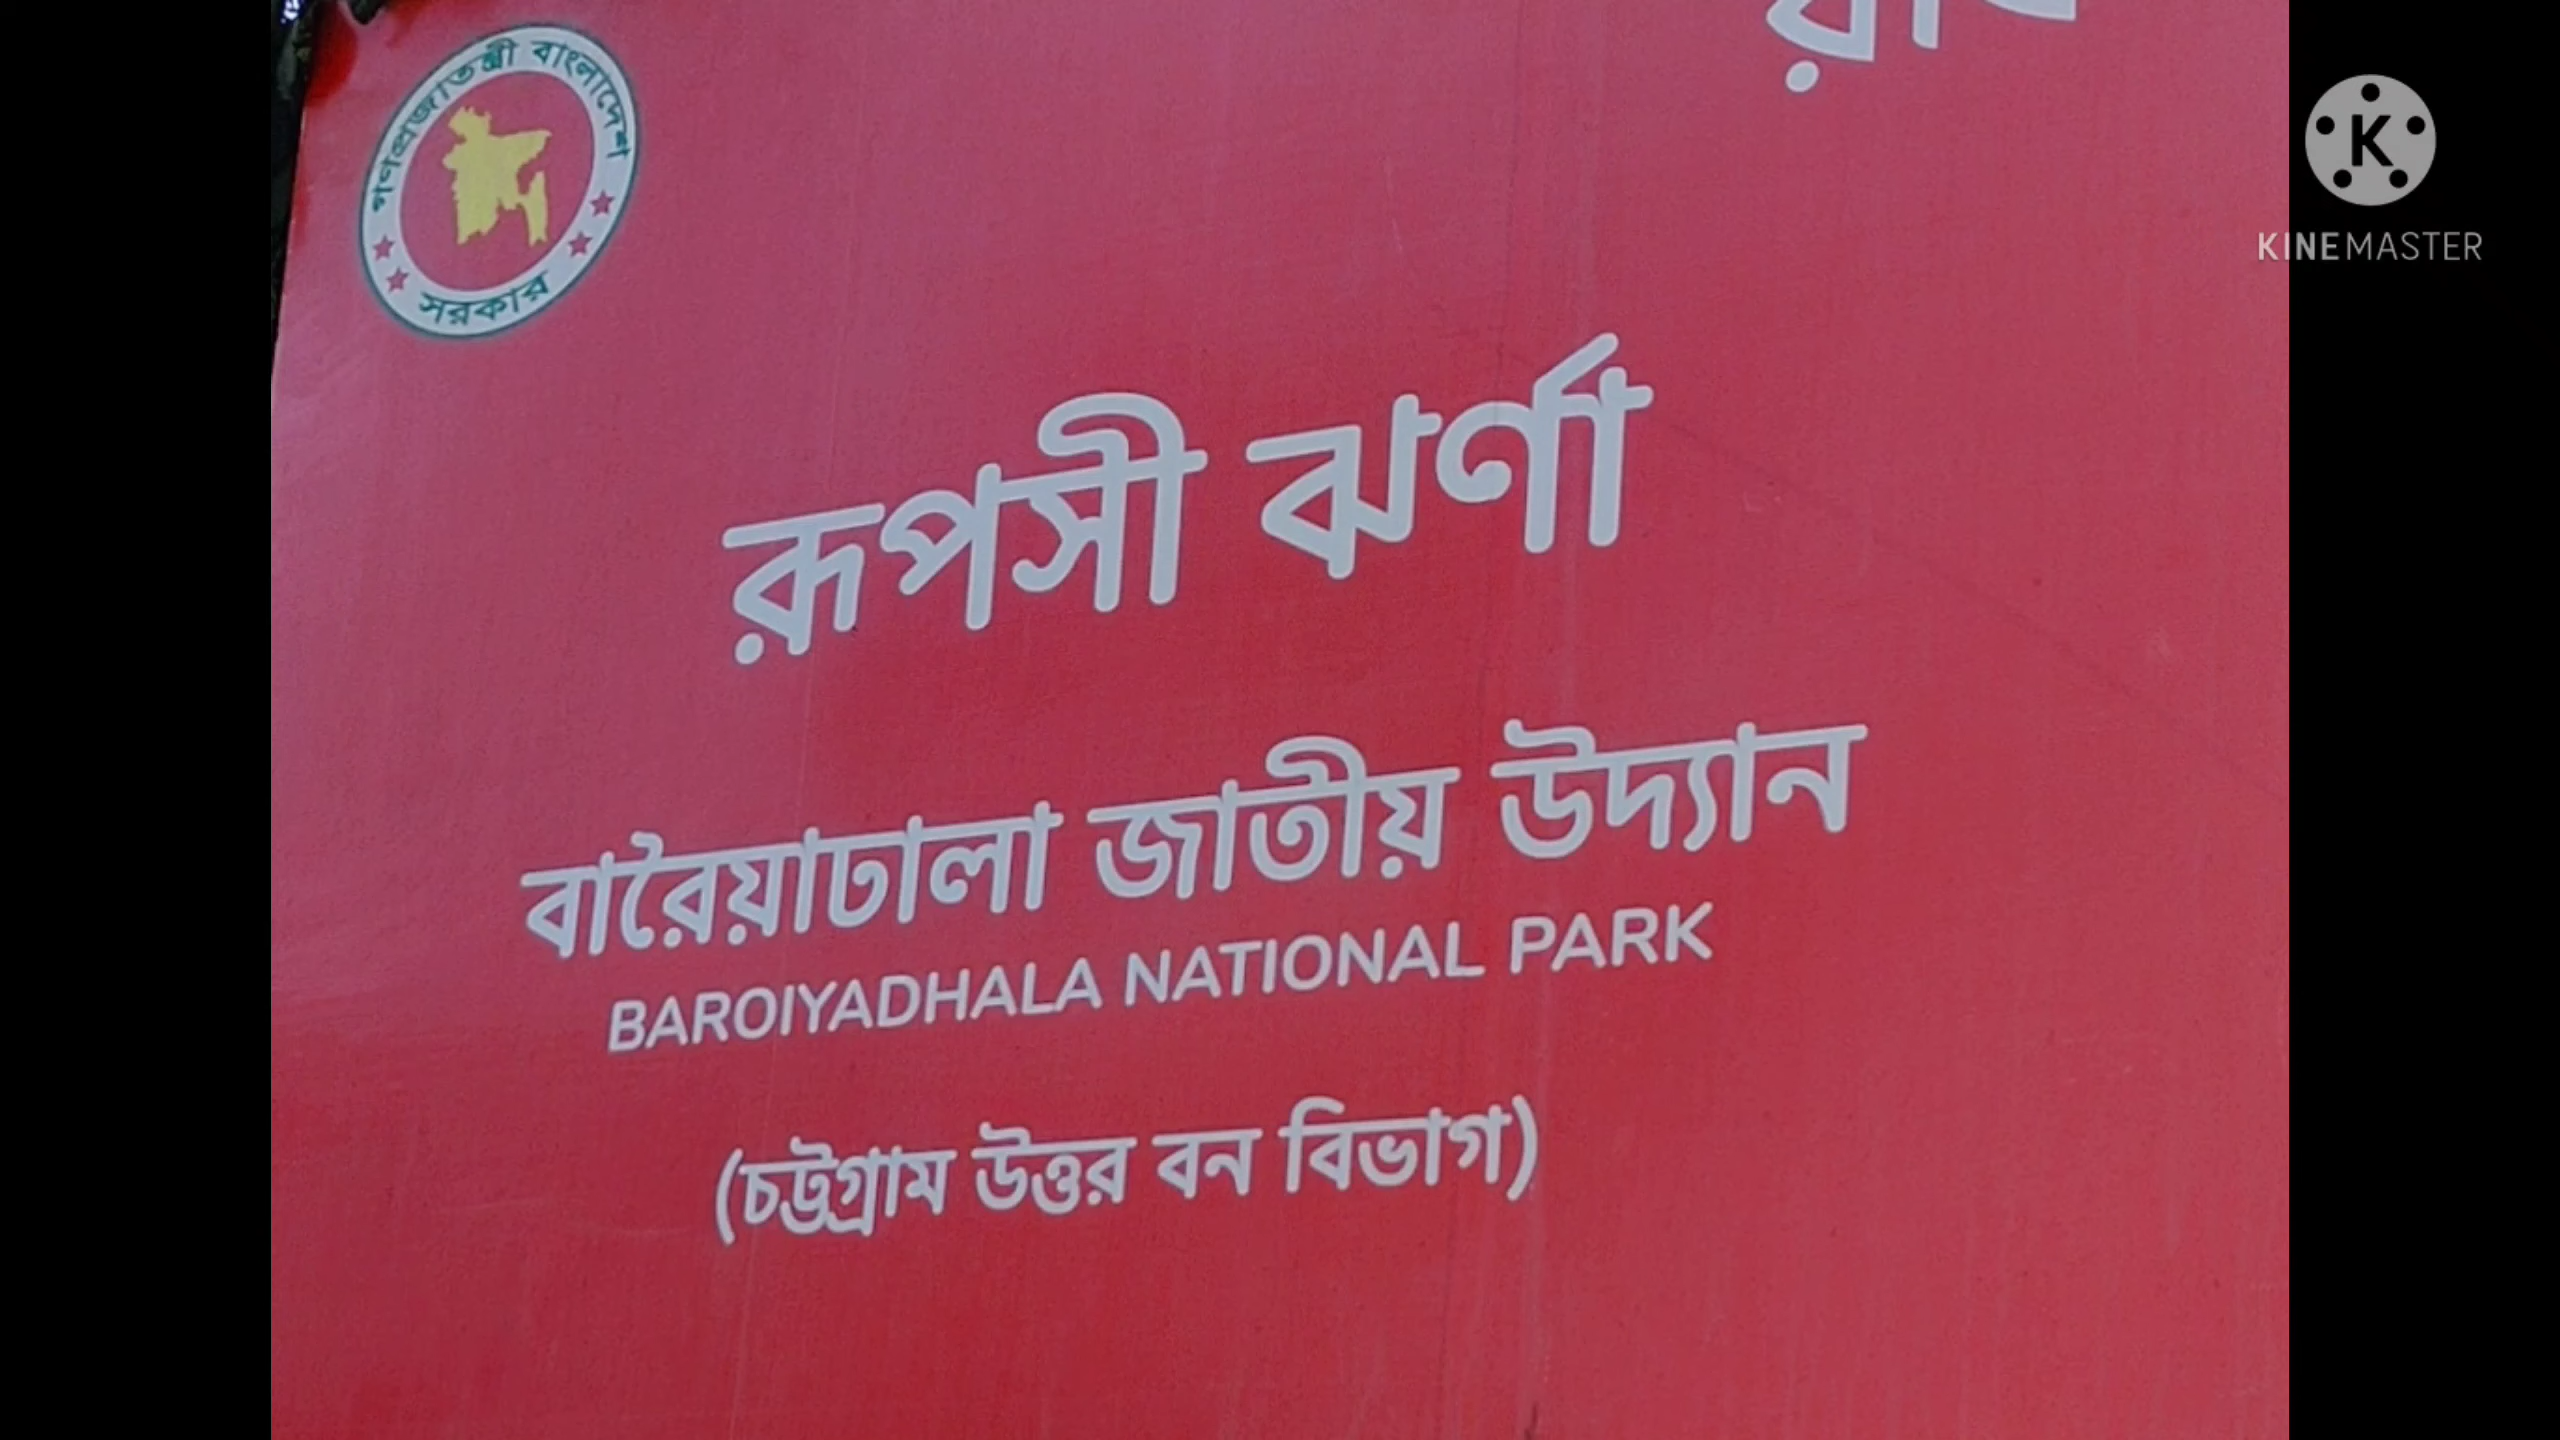 গণপ্রজাতন্ত্রী বাংলাদেশ
সরকার
K
KINEMASTER
রূপসী ঝর্ণা
বারৈয়াঢালা জাতীয় উদ্যান
BAROIYADHALA NATIONAL PARK
(চট্টগ্রাম উত্তর বন বিভাগ)